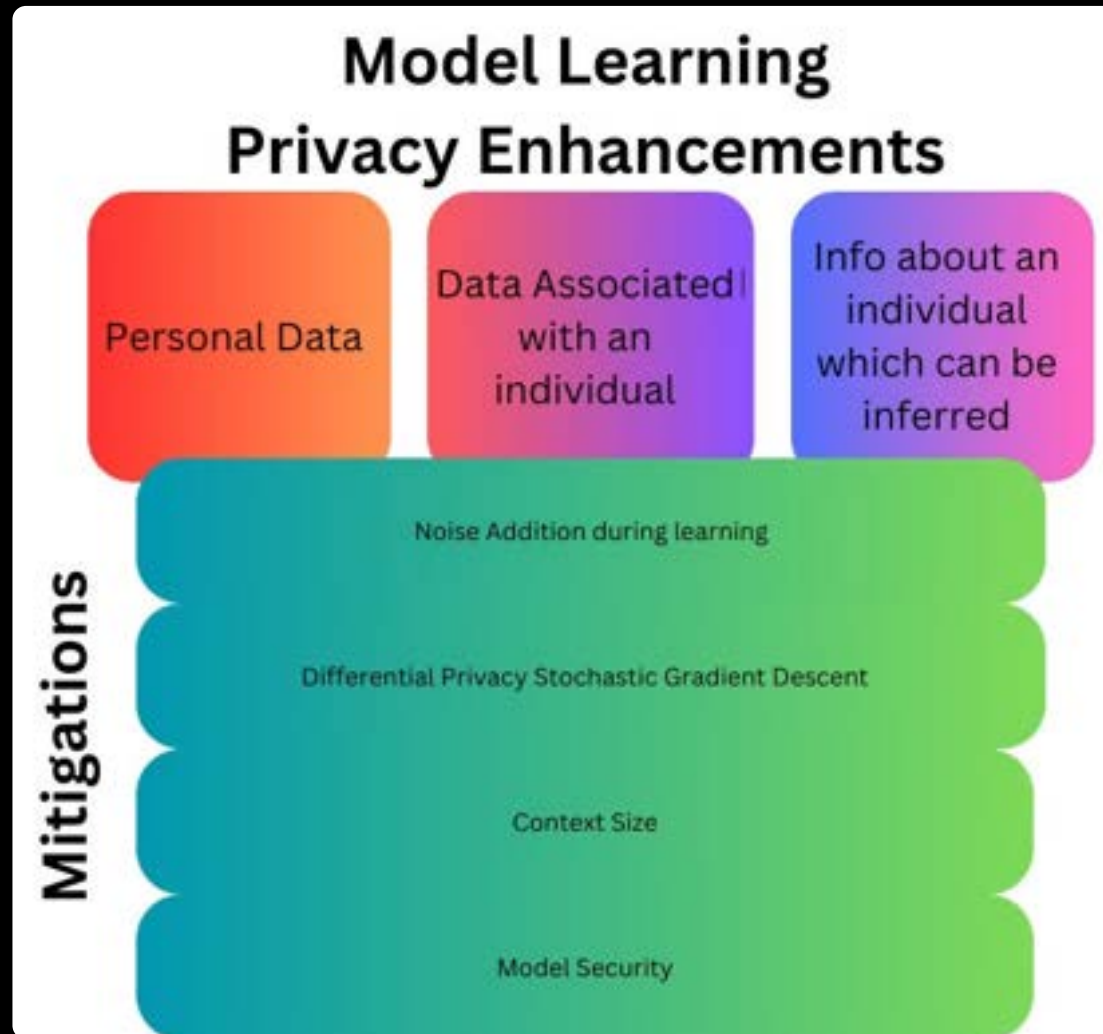 Model Learning
Privacy Enhancements
Personal Data
Data Associated
with an
individual
Info about an
individual
which can be
inferred
Mitigations
Noise Addition during learning
Differential Privacy Stochastic Gradient Descent
Context Size
Model Security